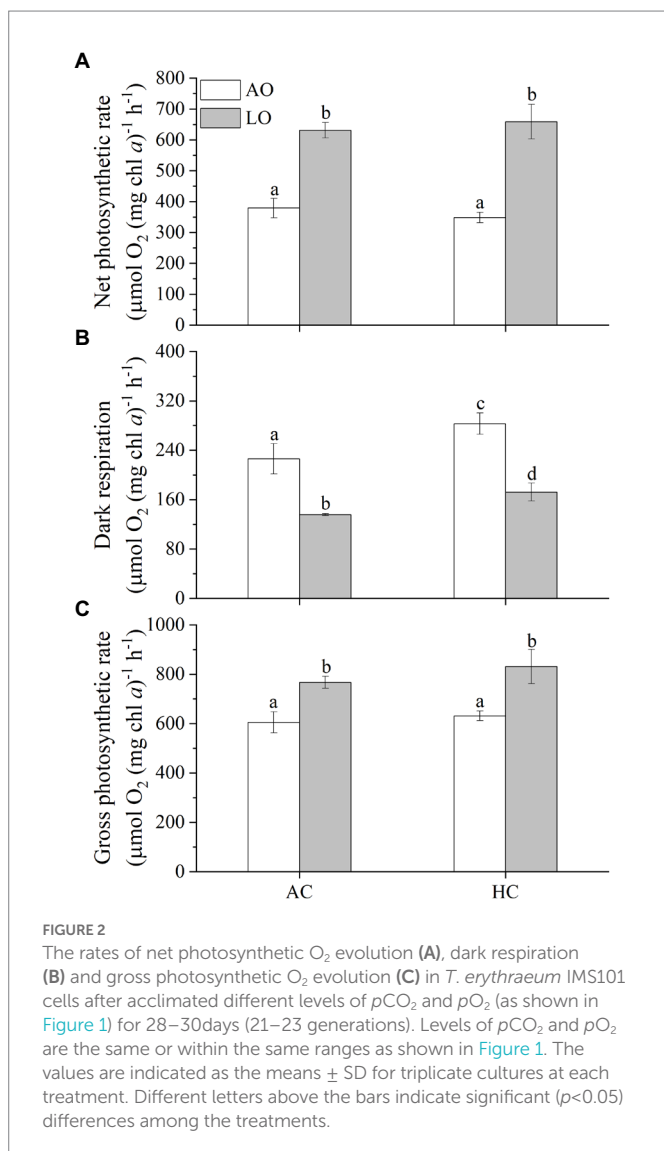 A
800
700
600
500
400
300
200
100
0
Net photosynthetic rate
(μmol O₂ (mg chl a)⁻¹ h⁻¹)
AO
LO
a
b
a
b
B
400
320
240
160
80
0
Dark respiration
(μmol O₂ (mg chl a)⁻¹ h⁻¹)
a
b
c
d
C
1000
800
600
400
200
0
Gross photosynthetic rate
(μmol O₂ (mg chl a)⁻¹ h⁻¹)
a
b
a
b
AC
HC
FIGURE 2
The rates of net photosynthetic O₂ evolution (A), dark respiration
(B) and gross photosynthetic O₂ evolution (C) in T. erythraeum IMS101
cells after acclimated different levels of pCO₂ and pO₂ (as shown in
Figure 1) for 28–30days (21–23 generations). Levels of pCO₂ and pO₂
are the same or within the same ranges as shown in Figure 1. The
values are indicated as the means ± SD for triplicate cultures at each
treatment. Different letters above the bars indicate significant (p<0.05)
differences among the treatments.